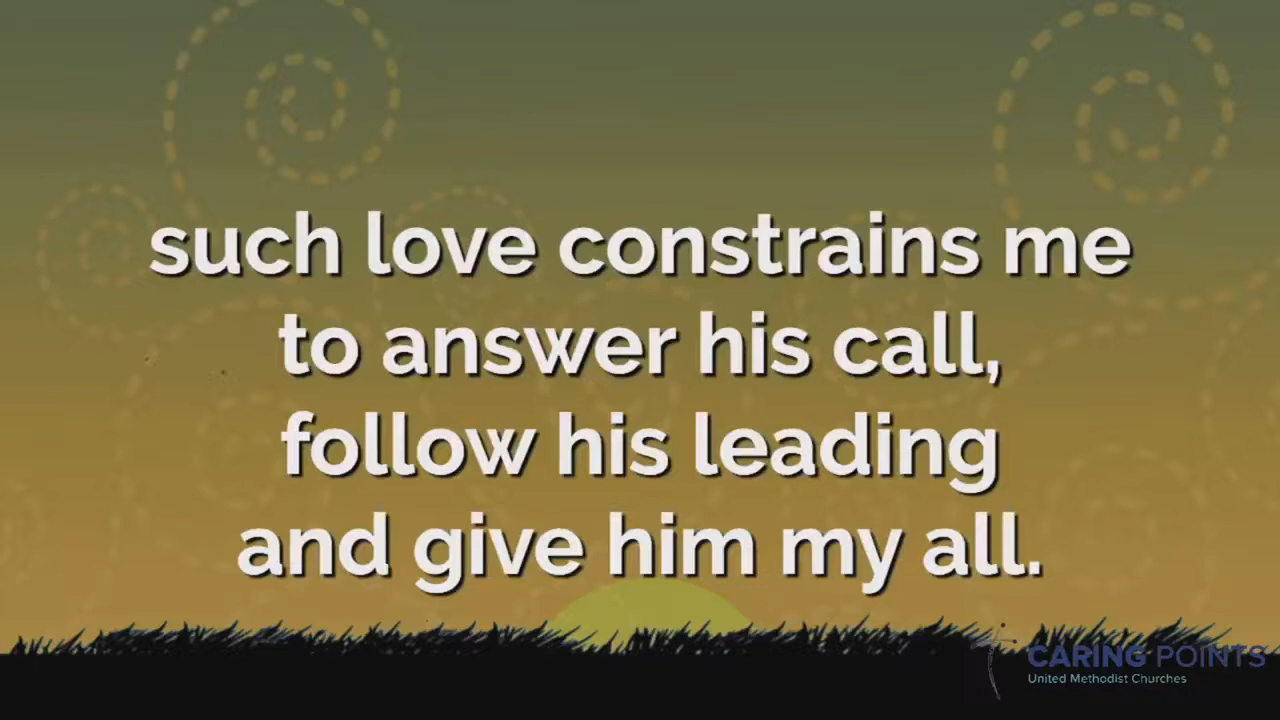 such love constrains me
to answer his call,
follow his leading
and give him my all.
CARING POINTS
United Methodist Churches